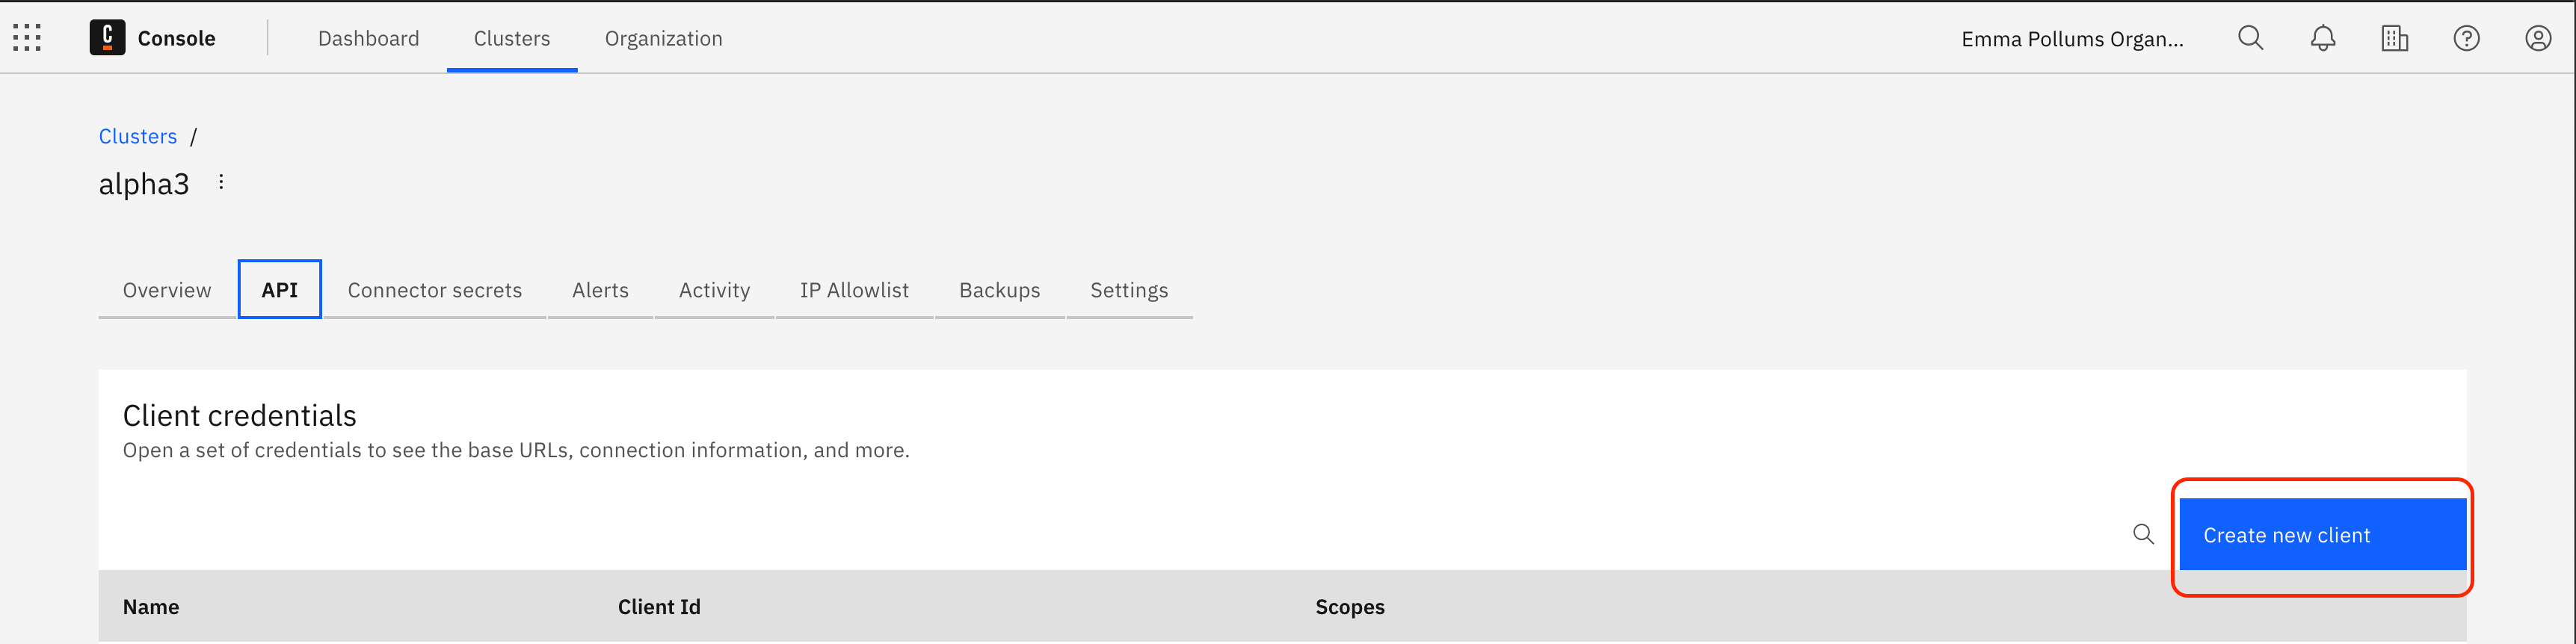 C Console Dashboard Clusters Organization Emma Pollums Organ...
Clusters /
alpha3
Overview API Connector secrets Alerts Activity IP Allowlist Backups Settings
Client credentials
Open a set of credentials to see the base URLs, connection information, and more.
Create new client
Name Client Id Scopes